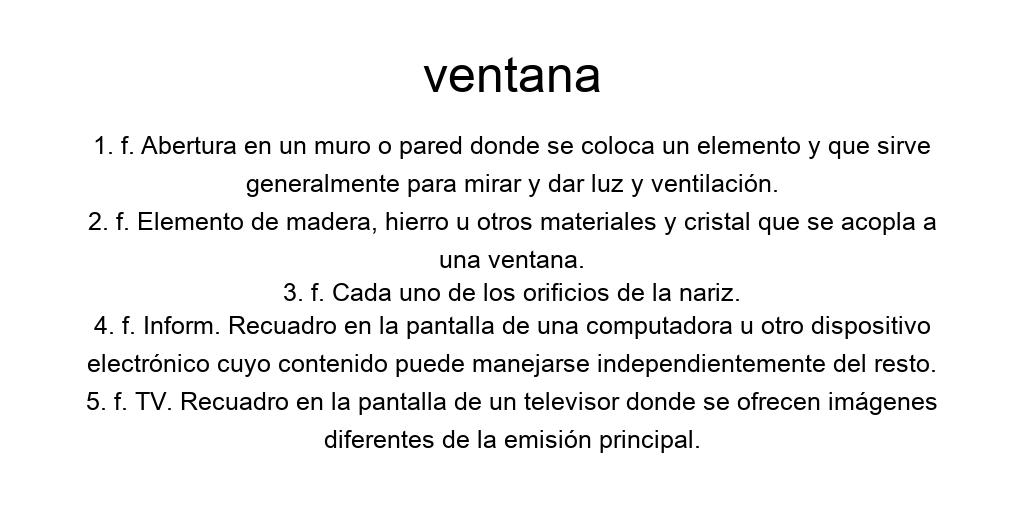 ventana
1. f. Abertura en un muro o pared donde se coloca un elemento y que sirve
generalmente para mirar y dar luz y ventilación.
2. f. Elemento de madera, hierro u otros materiales y cristal que se acopla a
una ventana.
3. f. Cada uno de los orificios de la nariz.
4. f. Inform. Recuadro en la pantalla de una computadora u otro dispositivo
electrónico cuyo contenido puede manejarse independientemente del resto.
5. f. TV. Recuadro en la pantalla de un televisor donde se ofrecen imágenes
diferentes de la emisión principal.